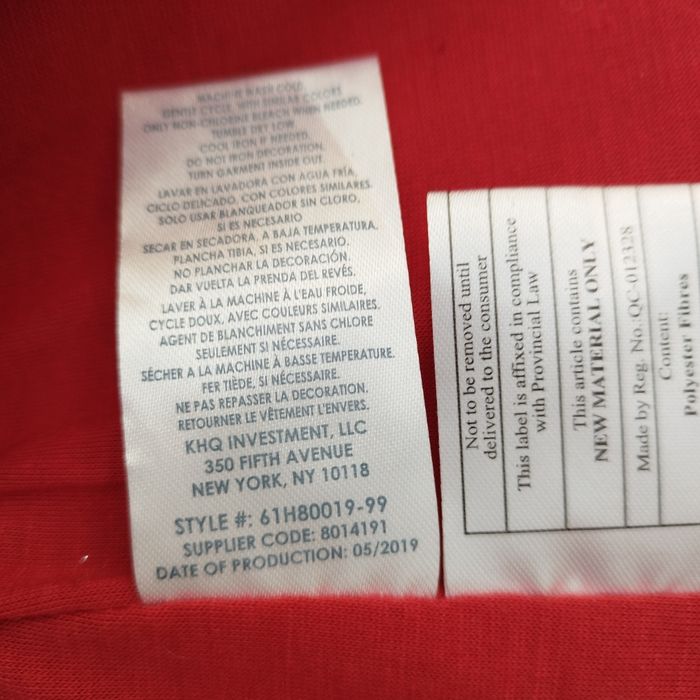 MACHINE WASH COLD,
GENTLE CYCLE, WITH SIMILAR COLORS
ONLY NON-CHLORINE BLEACH WHEN NEEDED.
TUMBLE DRY LOW.
COOL IRON IF NEEDED.
DO NOT IRON DECORATION.
TURN GARMENT INSIDE OUT.
LAVAR EN LAVADORA CON AGUA FRÍA,
CICLO DELICADO, CON COLORES SIMILARES.
SOLO USAR BLANQUEADOR SIN CLORO,
SI ES NECESARIO
SECAR EN SECADORA, A BAJA TEMPERATURA.
PLANCHA TIBIA, SI ES NECESARIO.
NO PLANCHAR LA DECORACIÓN.
DAR VUELTA LA PRENDA DEL REVÉS.
LAVER À LA MACHINE À L'EAU FROIDE,
CYCLE DOUX, AVEC COULEURS SIMILAIRES.
AGENT DE BLANCHIMENT SANS CHLORE
SEULEMENT SI NÉCESSAIRE.
SÉCHER A LA MACHINE À BASSE TEMPERATURE.
FER TIÈDE, SI NÉCESSAIRE.
NE PAS REPASSER LA DECORATION.
RETOURNER LE VÊTEMENT L'ENVERS.
KHQ INVESTMENT, LLC
350 FIFTH AVENUE
NEW YORK, NY 10118
STYLE #: 61H80019-99
SUPPLIER CODE: 8014191
DATE OF PRODUCTION: 05/2019
Not to be removed until
delivered to the consumer
This label is affixed in compliance
with Provincial Law
This article contains
NEW MATERIAL ONLY
Made by Reg. No.: QC-012328
Content:
Polyester Fibres